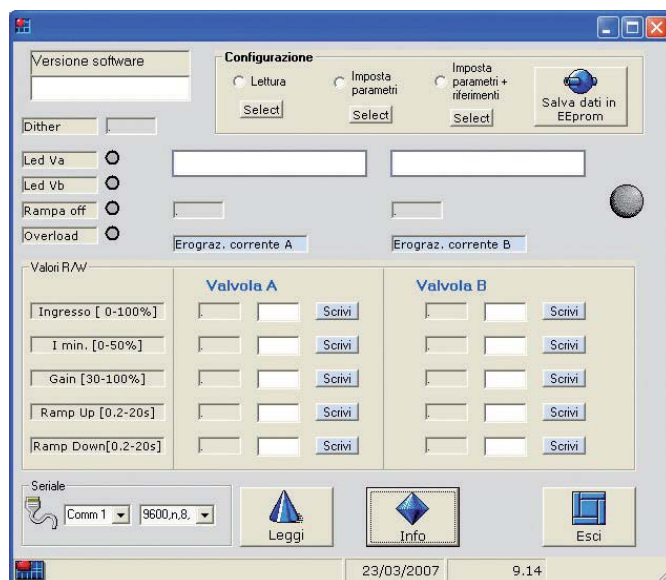 Versione software
Configurazione
Lettura
Imposta
parametri
Imposta
parametri +
riferimenti
Select
Select
Select
Salva dati in
EEprom
Dither
.
Led Va
Led Vb
Rampa off
.
.
Overload
Erograz. corrente A
Erograz. corrente B
Valori R/W
Valvola A
Valvola B
Ingresso [ 0-100%]
.
Scrivi
.
Scrivi
I min. [0-50%]
.
Scrivi
.
Scrivi
Gain [30-100%]
.
Scrivi
.
Scrivi
Ramp Up [0.2-20s]
.
Scrivi
.
Scrivi
Ramp Down[0.2-20s]
.
Scrivi
.
Scrivi
Seriale
Comm 1
9600,n,8,
Leggi
Info
Esci
23/03/2007
9.14